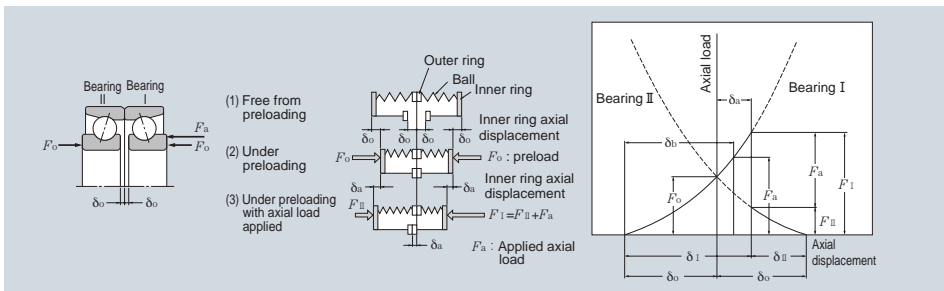 Bearing Bearing
II I
Fa
Fo Fo
δo δo
(1) Free from
preloading
(2) Under
preloading
(3) Under preloading
with axial load
applied
Outer ring
Ball
Inner ring
Inner ring axial
displacement
δo δo δo δo
Fo Fo : preload
Inner ring axial
displacement
δa δa
FII FI=FII+Fa
δa
Fa : Applied axial
load
Axial load
Bearing I
Bearing II
δa
δb
Fo Fa Fa FI
FII
Axial
displacement
δI δII
δo δo